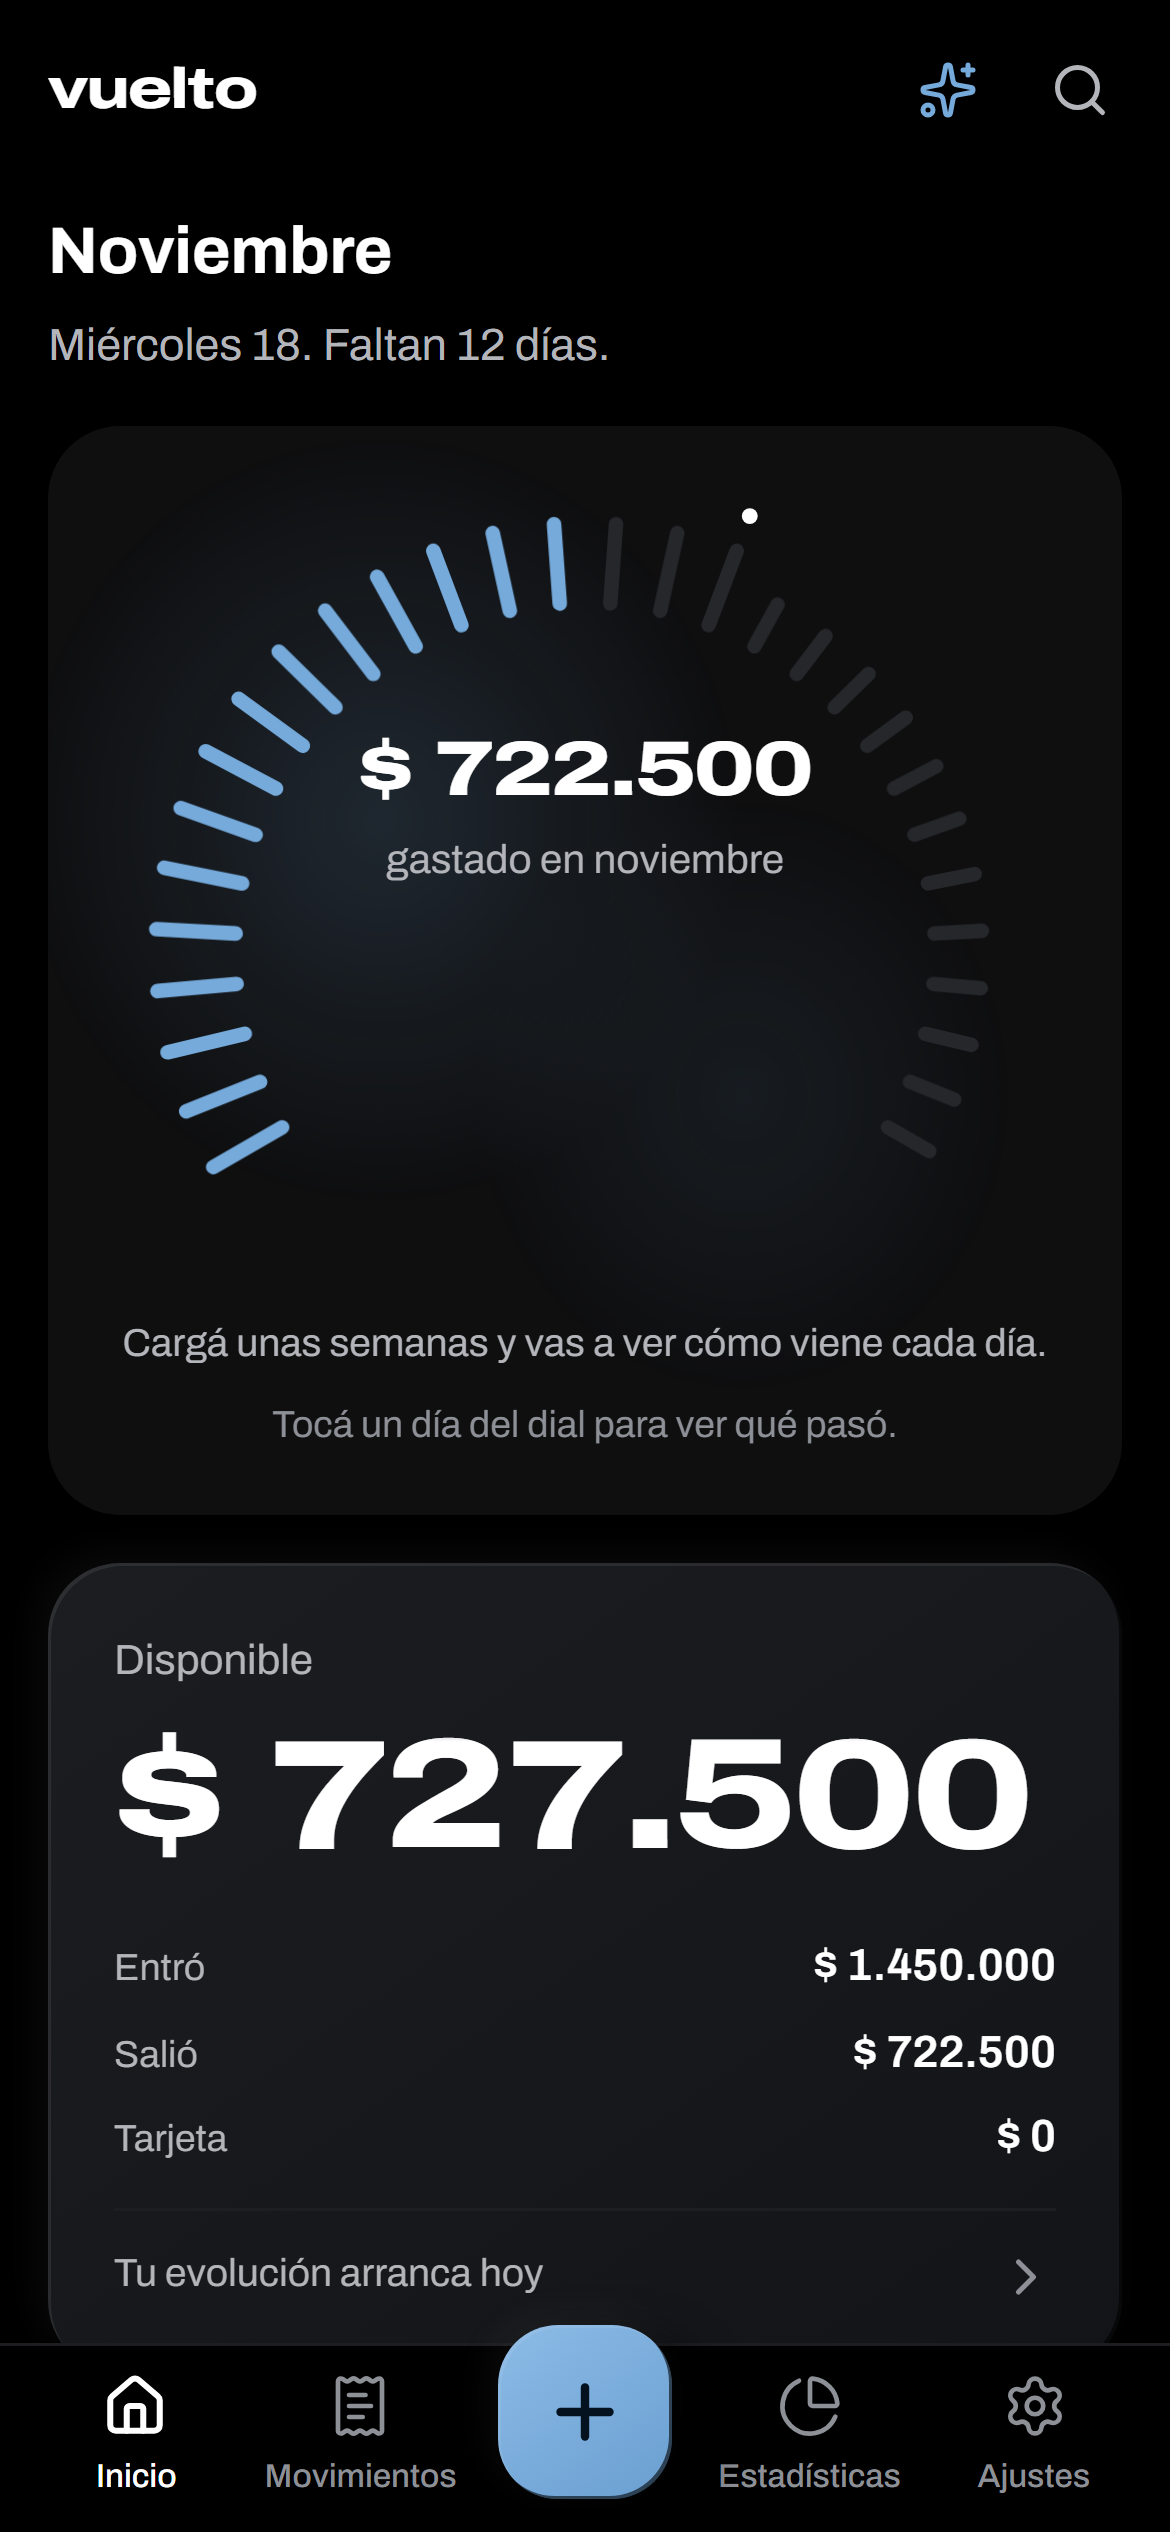 vuelto
Noviembre
Miércoles 18. Faltan 12 días.
$ 722.500
gastado en noviembre
Cargá unas semanas y vas a ver cómo viene cada día.
Tocá un día del dial para ver qué pasó.
Disponible
$ 727.500
Entró $ 1.450.000
Salió $ 722.500
Tarjeta $ 0
Tu evolución arranca hoy
Inicio Movimientos Estadísticas Ajustes